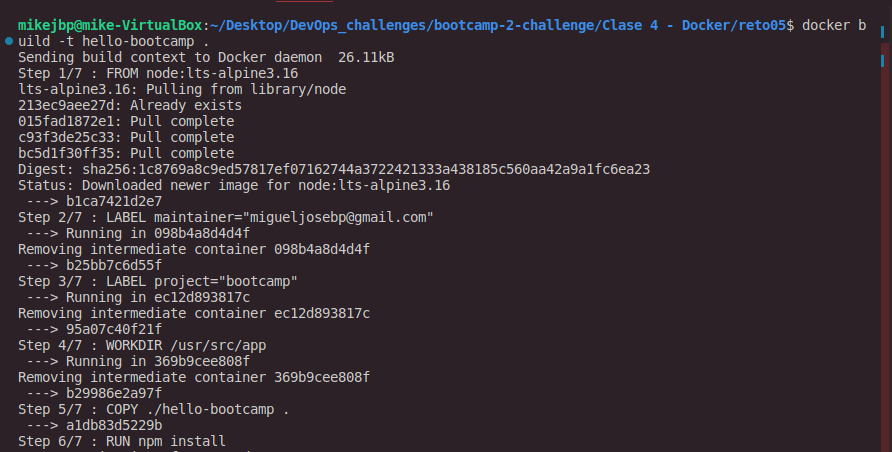 mikejbp@mike-VirtualBox:~/Desktop/DevOps_challenges/bootcamp-2-challenge/Clase 4 - Docker/reto05$ docker b
uild -t hello-bootcamp .
Sending build context to Docker daemon  26.11kB
Step 1/7 : FROM node:lts-alpine3.16
lts-alpine3.16: Pulling from library/node
213ec9aee27d: Already exists
015fad1872e1: Pull complete
c93f3de25c33: Pull complete
bc5d1f30ff35: Pull complete
Digest: sha256:1c8769a8c9ed57817ef07162744a3722421333a438185c560aa42a9a1fc6ea23
Status: Downloaded newer image for node:lts-alpine3.16
 ---> b1ca7421d2e7
Step 2/7 : LABEL maintainer="migueljosebp@gmail.com"
 ---> Running in 098b4a8d4d4f
Removing intermediate container 098b4a8d4d4f
 ---> b25bb7c6d55f
Step 3/7 : LABEL project="bootcamp"
 ---> Running in ec12d893817c
Removing intermediate container ec12d893817c
 ---> 95a07c40f21f
Step 4/7 : WORKDIR /usr/src/app
 ---> Running in 369b9cee808f
Removing intermediate container 369b9cee808f
 ---> b29986e2a97f
Step 5/7 : COPY ./hello-bootcamp .
 ---> a1db83d5229b
Step 6/7 : RUN npm install